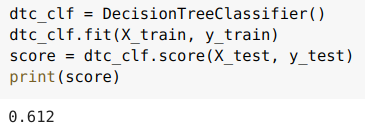 dtc_clf = DecisionTreeClassifier()
dtc_clf.fit(X_train, y_train)
score = dtc_clf.score(X_test, y_test)
print(score)
0.612